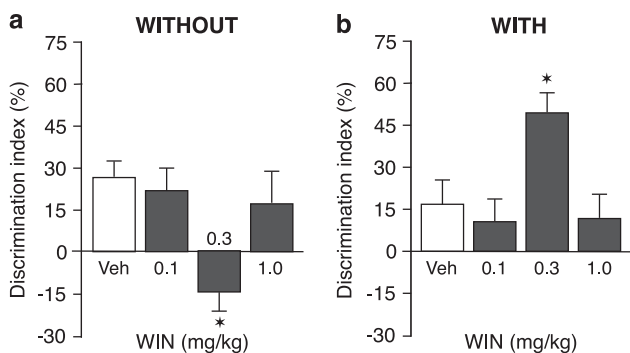 a
WITHOUT
Discrimination index (%)
75
60
45
30
15
0
-15
-30
Veh
0.1
0.3
1.0
✶
WIN (mg/kg)
b
WITH
Discrimination index (%)
75
60
45
30
15
0
-15
-30
✶
Veh
0.1
0.3
1.0
WIN (mg/kg)